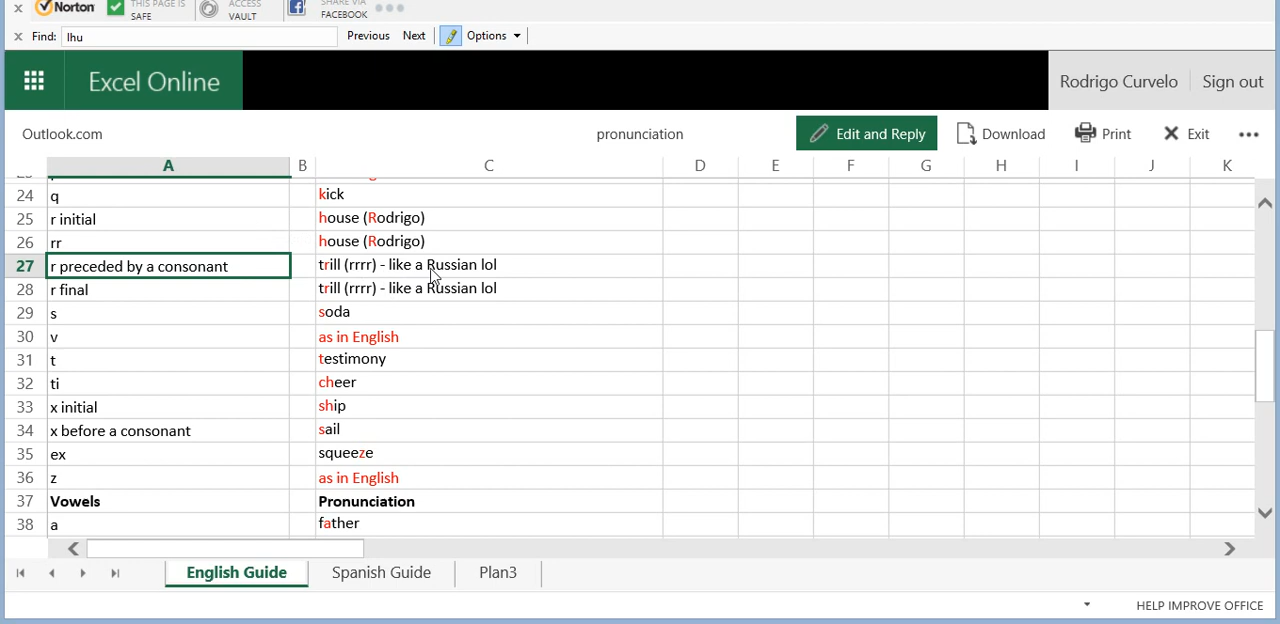 Norton
THIS PAGE IS
SAFE
ACCESS
VAULT
SHARE VIA
FACEBOOK
Find: lhu Previous Next Options
Excel Online Rodrigo Curvelo Sign out
Outlook.com pronunciation Edit and Reply Download Print Exit
A B C D E F G H I J K
24 q kick
25 r initial house (Rodrigo)
26 rr house (Rodrigo)
27 r preceded by a consonant trill (rrrr) - like a Russian lol
28 r final trill (rrrr) - like a Russian lol
29 s soda
30 v as in English
31 t testimony
32 ti cheer
33 x initial ship
34 x before a consonant sail
35 ex squeeze
36 z as in English
37 Vowels Pronunciation
38 a father
English Guide Spanish Guide Plan3
HELP IMPROVE OFFICE